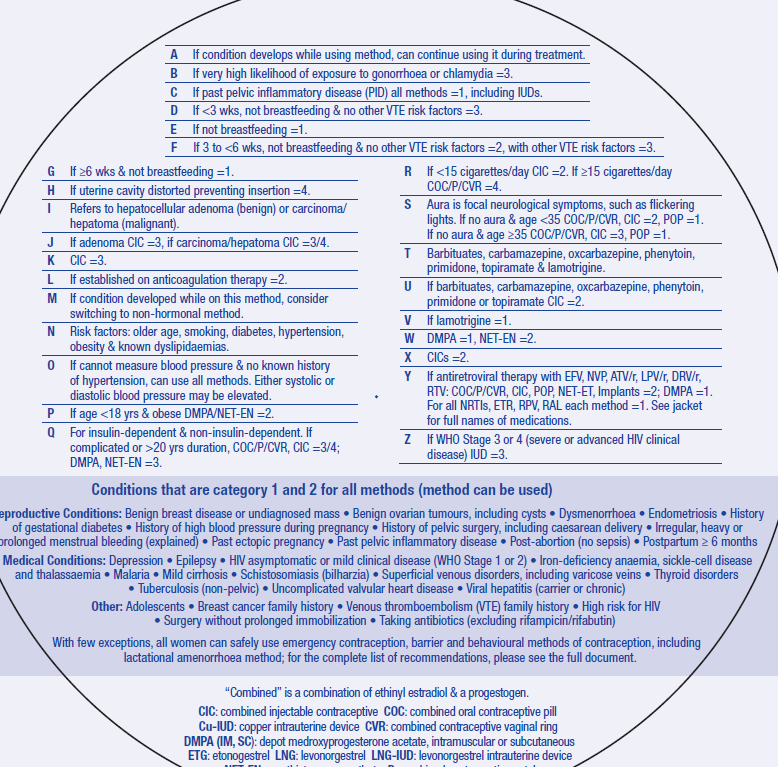 A If condition develops while using method, can continue using it during treatment.
B If very high likelihood of exposure to gonorrhoea or chlamydia =3.
C If past pelvic inflammatory disease (PID) all methods =1, including IUDs.
D If <3 wks, not breastfeeding & no other VTE risk factors =3.
E If not breastfeeding =1.
F If 3 to <6 wks, not breastfeeding & no other VTE risk factors =2, with other VTE risk factors =3.
G If ≥6 wks & not breastfeeding =1.
H If uterine cavity distorted preventing insertion =4.
I Refers to hepatocellular adenoma (benign) or carcinoma/
hepatoma (malignant).
J If adenoma CIC =3, if carcinoma/hepatoma CIC =3/4.
K CIC =3.
L If established on anticoagulation therapy =2.
M If condition developed while on this method, consider
switching to non-hormonal method.
N Risk factors: older age, smoking, diabetes, hypertension,
obesity & known dyslipidaemias.
O If cannot measure blood pressure & no known history
of hypertension, can use all methods. Either systolic or
diastolic blood pressure may be elevated.
P If age <18 yrs & obese DMPA/NET-EN =2.
Q For insulin-dependent & non-insulin-dependent. If
complicated or >20 yrs duration, COC/P/CVR, CIC =3/4;
DMPA, NET-EN =3.
R If <15 cigarettes/day CIC =2. If ≥15 cigarettes/day
COC/P/CVR =4.
S Aura is focal neurological symptoms, such as flickering
lights. If no aura & age <35 COC/P/CVR, CIC =2, POP =1.
If no aura & age ≥35 COC/P/CVR, CIC =3, POP =1.
T Barbituates, carbamazepine, oxcarbazepine, phenytoin,
primidone, topiramate & lamotrigine.
U If barbituates, carbamazepine, oxcarbazepine, phenytoin,
primidone or topiramate CIC =2.
V If lamotrigine =1.
W DMPA =1, NET-EN =2.
X CICs =2.
Y If antiretroviral therapy with EFV, NVP, ATV/r, LPV/r, DRV/r,
RTV: COC/P/CVR, CIC, POP, NET-ET, Implants =2; DMPA =1.
For all NRTIs, ETR, RPV, RAL each method =1. See jacket
for full names of medications.
Z If WHO Stage 3 or 4 (severe or advanced HIV clinical
disease) IUD =3.
Conditions that are category 1 and 2 for all methods (method can be used)
eproductive Conditions: Benign breast disease or undiagnosed mass • Benign ovarian tumours, including cysts • Dysmenorrhoea • Endometriosis • History
of gestational diabetes • History of high blood pressure during pregnancy • History of pelvic surgery, including caesarean delivery • Irregular, heavy or
prolonged menstrual bleeding (explained) • Past ectopic pregnancy • Past pelvic inflammatory disease • Post-abortion (no sepsis) • Postpartum ≥ 6 months
Medical Conditions: Depression • Epilepsy • HIV asymptomatic or mild clinical disease (WHO Stage 1 or 2) • Iron-deficiency anaemia, sickle-cell disease
and thalassaemia • Malaria • Mild cirrhosis • Schistosomiasis (bilharzia) • Superficial venous disorders, including varicose veins • Thyroid disorders
• Tuberculosis (non-pelvic) • Uncomplicated valvular heart disease • Viral hepatitis (carrier or chronic)
Other: Adolescents • Breast cancer family history • Venous thromboembolism (VTE) family history • High risk for HIV
• Surgery without prolonged immobilization • Taking antibiotics (excluding rifampicin/rifabutin)
With few exceptions, all women can safely use emergency contraception, barrier and behavioural methods of contraception, including
lactational amenorrhoea method; for the complete list of recommendations, please see the full document.
“Combined” is a combination of ethinyl estradiol & a progestogen.
CIC: combined injectable contraceptive COC: combined oral contraceptive pill
Cu-IUD: copper intrauterine device CVR: combined contraceptive vaginal ring
DMPA (IM, SC): depot medroxyprogesterone acetate, intramuscular or subcutaneous
ETG: etonogestrel LNG: levonorgestrel LNG-IUD: levonorgestrel intrauterine device